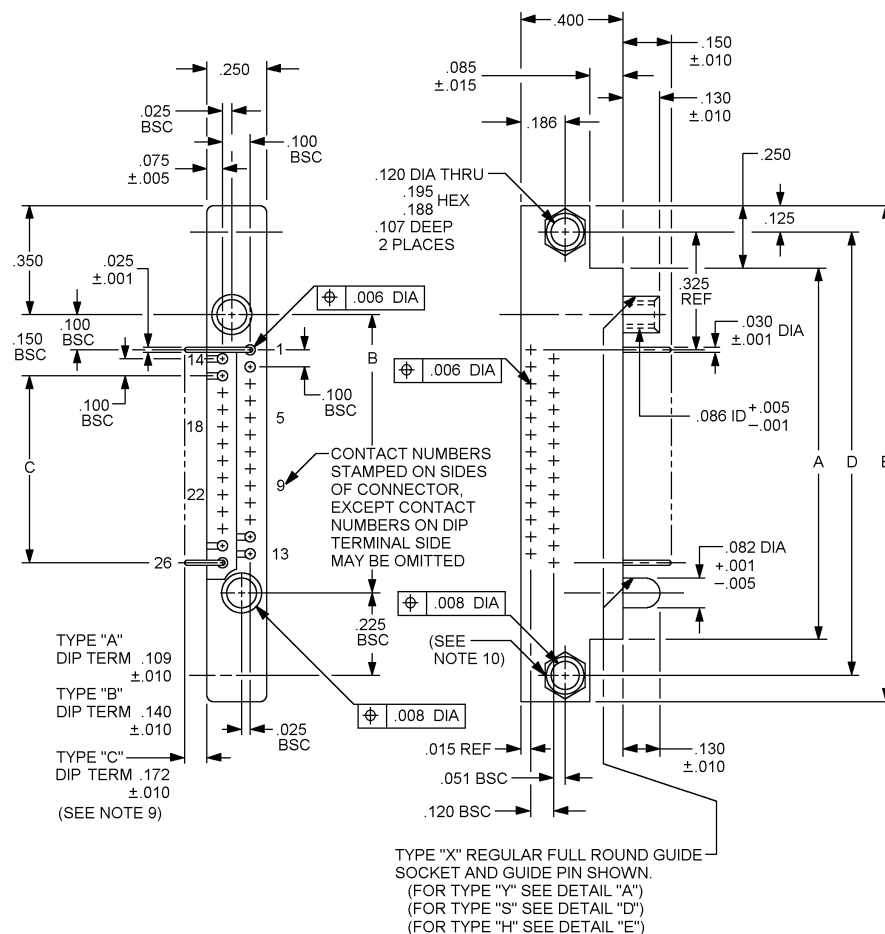 .400
.150
±.010
.250
.085
±.015
.130
±.010
.025
BSC
.100
BSC
.186
.075
±.005
.250
.120 DIA THRU
.195
.188
HEX
.107 DEEP
2 PLACES
.125
.350
.025
±.001
.325
REF
⌖ .006 DIA
.100
BSC
.150
BSC
.030
±.001
DIA
1
14
B
⌖ .006 DIA
.100
BSC
.100
BSC
.086 ID
+.005
–.001
18
5
C
CONTACT NUMBERS
STAMPED ON SIDES
OF CONNECTOR,
EXCEPT CONTACT
NUMBERS ON DIP
TERMINAL SIDE
MAY BE OMITTED
A
D
E
22
9
13
26
.082 DIA
+.001
–.005
⌖ .008 DIA
.225
BSC
(SEE
NOTE 10)
TYPE "A"
DIP TERM .109
±.010
TYPE "B"
DIP TERM .140
±.010
⌖ .008 DIA
.025
BSC
TYPE "C"
DIP TERM .172
±.010
(SEE NOTE 9)
.015 REF
.130
±.010
.051 BSC
.120 BSC
TYPE "X" REGULAR FULL ROUND GUIDE
SOCKET AND GUIDE PIN SHOWN.
(FOR TYPE "Y" SEE DETAIL "A")
(FOR TYPE "S" SEE DETAIL "D")
(FOR TYPE "H" SEE DETAIL "E")